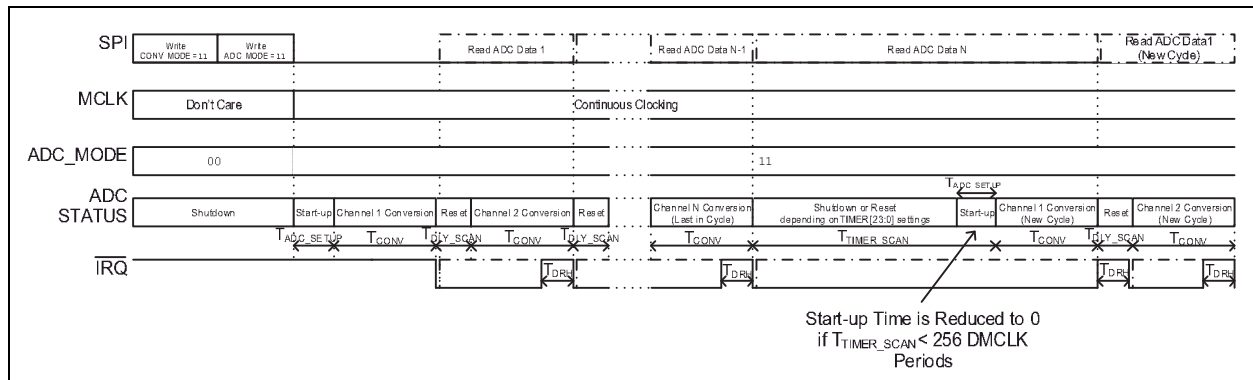 SPI
Write
CONV MODE = 11
Write
ADC MODE = 11
Read ADC Data 1
Read ADC Data N-1
Read ADC Data N
Read ADC Data1
(New Cycle)
MCLK
Don't Care
Continuous Clocking
ADC_MODE
00
11
ADC
STATUS
TADC_SETUP
Shutdown
Start-up
Channel 1 Conversion
Reset
Channel 2 Conversion
Reset
Channel N Conversion
(Last in Cycle)
Shutdown or Reset
depending on TIMER[23:0] settings
Start-up
Channel 1 Conversion
(New Cycle)
Reset
Channel 2 Conversion
(New Cycle)
TADC_SETUP
TCONV
TDLY_SCAN
TCONV
TDLY_SCAN
TCONV
TTIMER_SCAN
TCONV
TDLY_SCAN
TCONV
IRQ
TDRH
TDRH
TDRH
TDRH
Start-up Time is Reduced to 0
if TTIMER_SCAN < 256 DMCLK
Periods